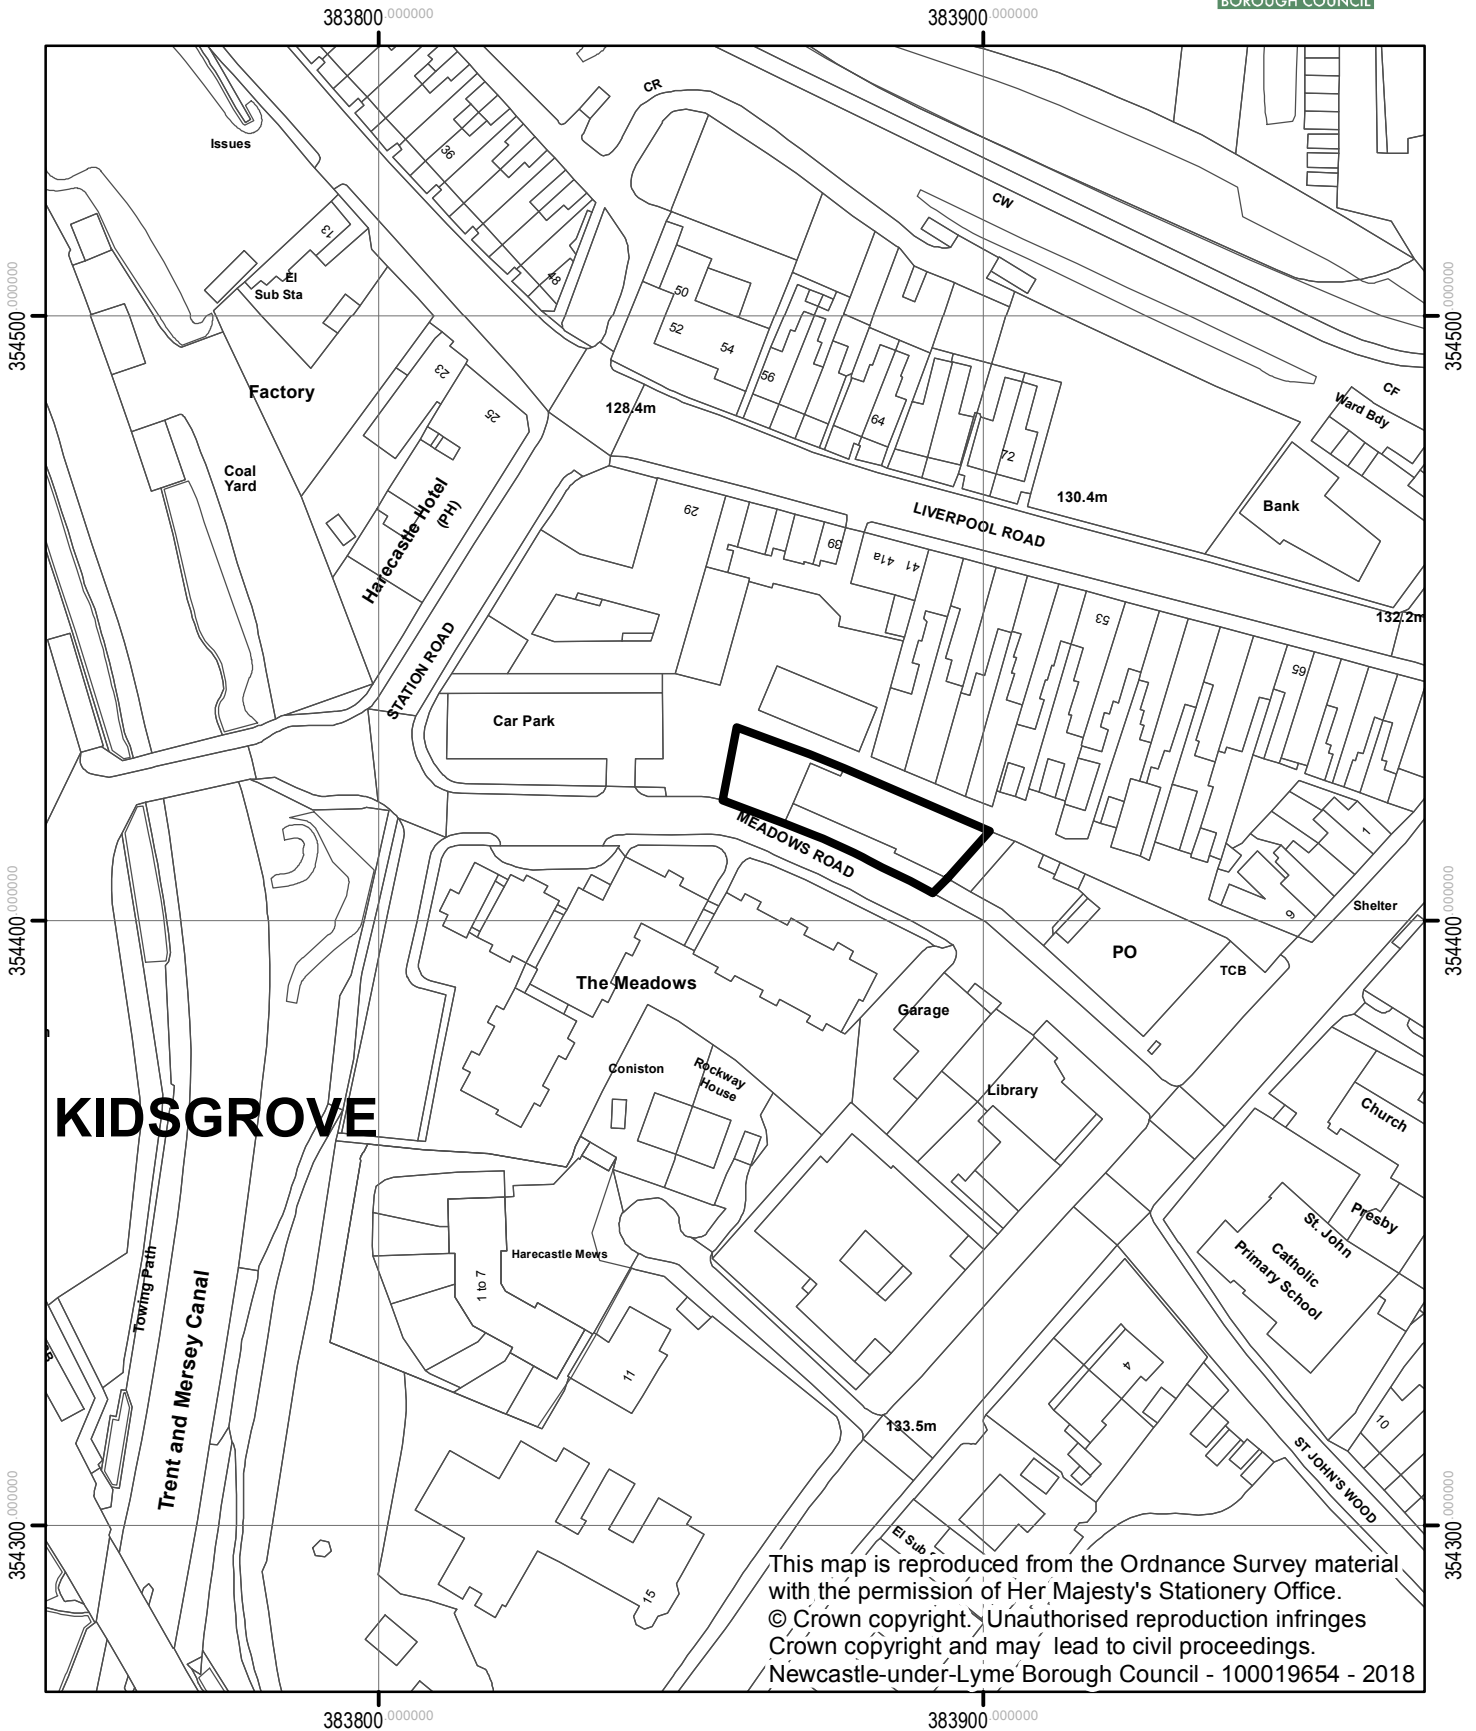 BOROUGH COUNCIL
383800.000000
383900.000000
CR
Issues
36
CW
13
El
Sub Sta
48
50
52
54
56
354500.000000
354500.000000
23
25
Factory
128.4m
64
72
CF
Ward Bdy
Coal
Yard
Harecastle Hotel
(PH)
29
39
41a
41
LIVERPOOL ROAD
130.4m
Bank
132.2m
53
65
STATION ROAD
Car Park
MEADOWS ROAD
1
9
Shelter
354400.000000
354400.000000
PO
TCB
The Meadows
Garage
Coniston
Rockway
House
Library
Church
KIDSGROVE
Presby
St. John
Catholic
Primary School
Harecastle Mews
1 to 7
Towing Path
Trent and Mersey Canal
11
4
10
133.5m
ST JOHN'S WOOD
354300.000000
354300.000000
El Sub
15
This map is reproduced from the Ordnance Survey material
with the permission of Her Majesty's Stationery Office.
© Crown copyright. Unauthorised reproduction infringes
Crown copyright and may lead to civil proceedings.
Newcastle-under-Lyme Borough Council - 100019654 - 2018
383800.000000
383900.000000